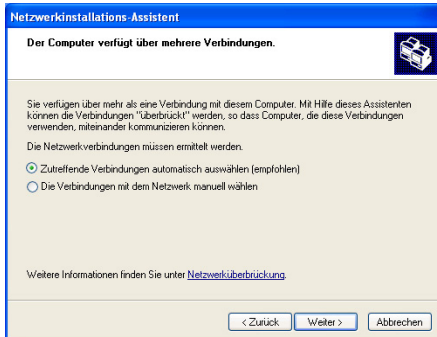 Netzwerkinstallations-Assistent
Der Computer verfügt über mehrere Verbindungen.
Sie verfügen über mehr als eine Verbindung mit diesem Computer. Mit Hilfe dieses Assistenten
können die Verbindungen "überbrückt" werden, so dass Computer, die diese Verbindungen
verwenden, miteinander kommunizieren können.
Die Netzwerkverbindungen müssen ermittelt werden.
Zutreffende Verbindungen automatisch auswählen (empfohlen)
Die Verbindungen mit dem Netzwerk manuell wählen
Weitere Informationen finden Sie unter Netzwerküberbrückung.
< Zurück Weiter > Abbrechen